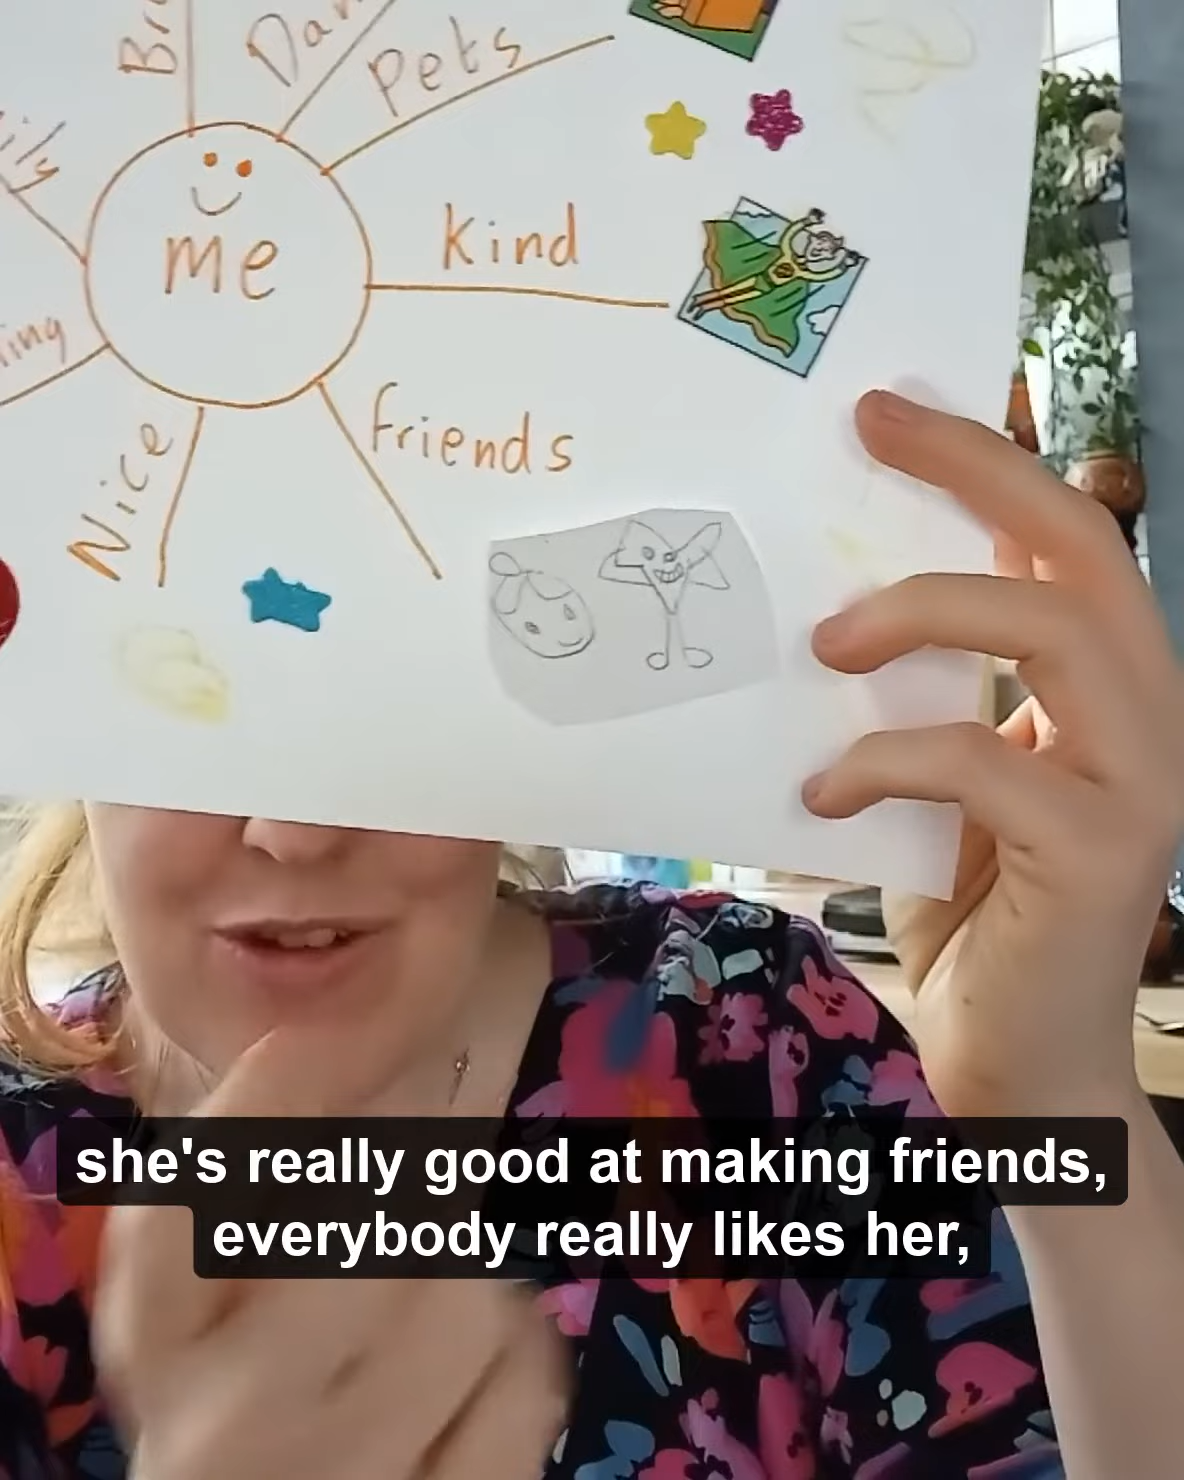 Pets
Kind
me
friends
Nice
she's really good at making friends,
everybody really likes her,